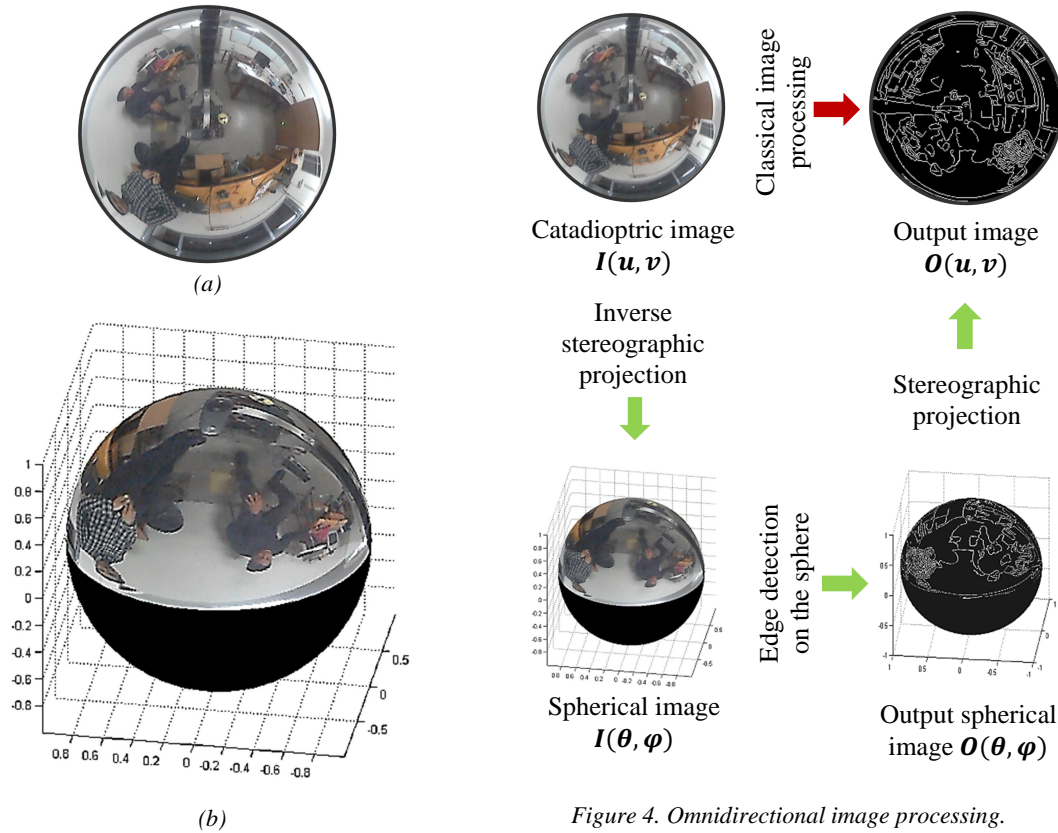 (a)
1
0.8
0.6
0.4
0.2
0
-0.2
-0.4
-0.6
-0.8
0.8 0.6 0.4 0.2 0 -0.2 -0.4 -0.6 -0.8
0.5
0
-0.5
(b)
Classical image
processing
Catadioptric image
I(u, v)
Output image
O(u, v)
Inverse
stereographic
projection
Stereographic
projection
Edge detection
on the sphere
Spherical image
I(θ, φ)
Output spherical
image O(θ, φ)
Figure 4. Omnidirectional image processing.